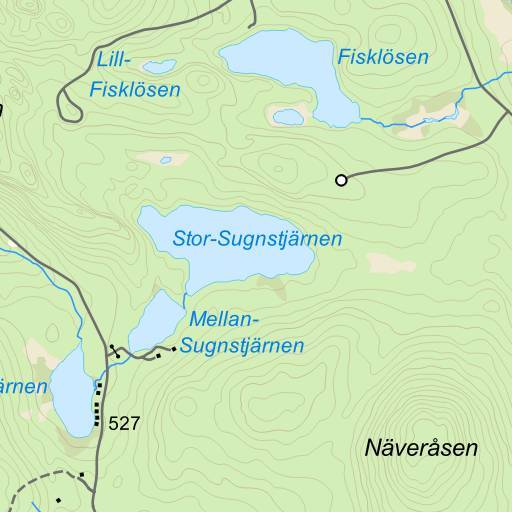 Lill-
Fisklösen
Fisklösen
Stor-Sugnstjärnen
Mellan-
Sugnstjärnen
527
Näveråsen